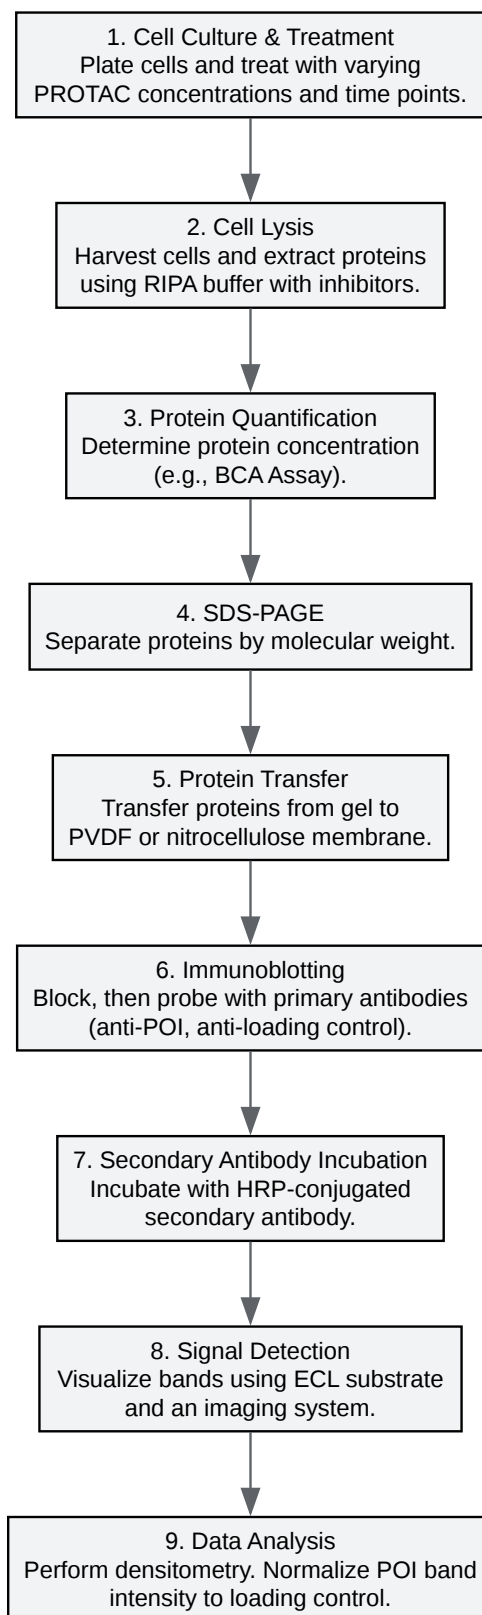 1. Cell Culture & Treatment
Plate cells and treat with varying
PROTAC concentrations and time points.
2. Cell Lysis
Harvest cells and extract proteins
using RIPA buffer with inhibitors.
3. Protein Quantification
Determine protein concentration
(e.g., BCA Assay).
4. SDS-PAGE
Separate proteins by molecular weight.
5. Protein Transfer
Transfer proteins from gel to
PVDF or nitrocellulose membrane.
6. Immunoblotting
Block, then probe with primary antibodies
(anti-POI, anti-loading control).
7. Secondary Antibody Incubation
Incubate with HRP-conjugated
secondary antibody.
8. Signal Detection
Visualize bands using ECL substrate
and an imaging system.
9. Data Analysis
Perform densitometry. Normalize POI band
intensity to loading control.